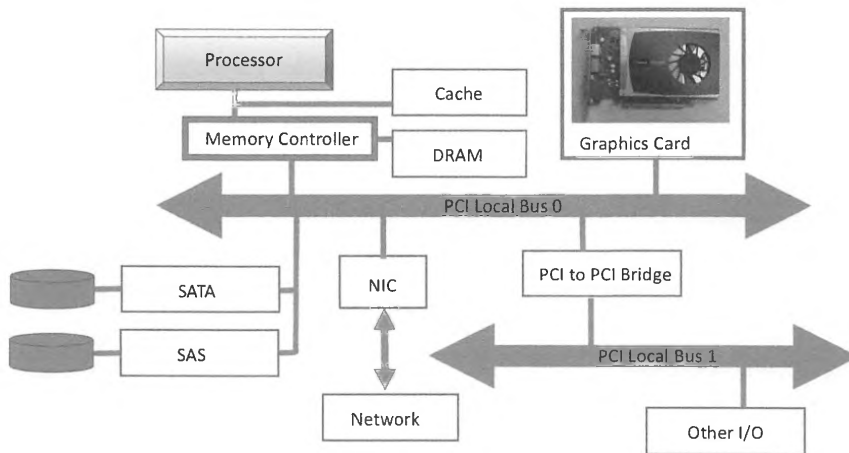 Processor
Cache
Memory Controller
DRAM
Graphics Card
PCI Local Bus 0
SATA
NIC
PCI to PCI Bridge
SAS
PCI Local Bus 1
Network
Other I/O